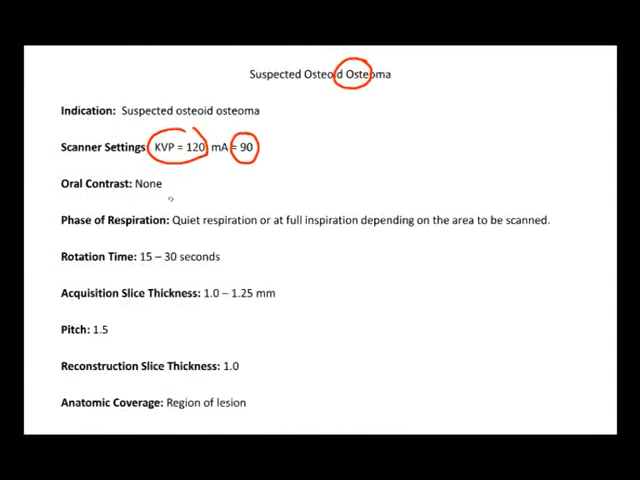 Suspected Osteoid Osteoma
Indication: Suspected osteoid osteoma
Scanner Settings: KVP = 120 mA = 90
Oral Contrast: None
Phase of Respiration: Quiet respiration or at full inspiration depending on the area to be scanned.
Rotation Time: 15 – 30 seconds
Acquisition Slice Thickness: 1.0 – 1.25 mm
Pitch: 1.5
Reconstruction Slice Thickness: 1.0
Anatomic Coverage: Region of lesion